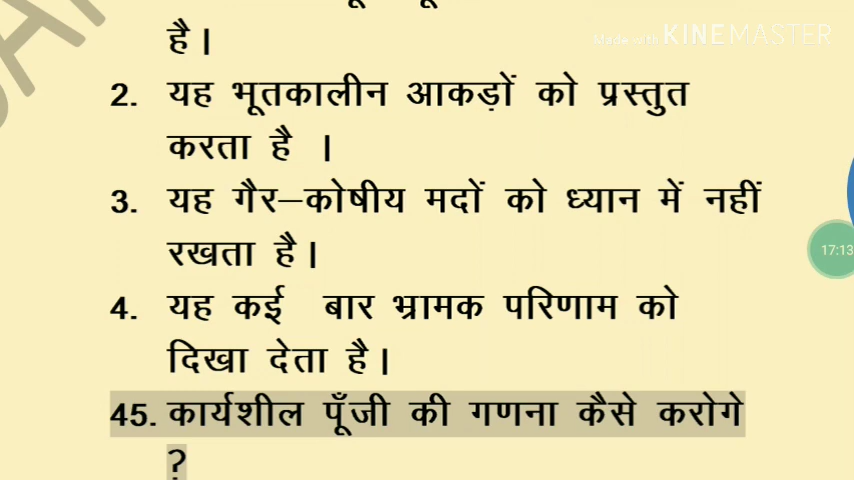 है।
Made with KINEMASTER
2. यह भूतकालीन आकड़ों को प्रस्तुत
करता है ।
3. यह गैर–कोषीय मदों को ध्यान में नहीं
रखता है।
17:13
4. यह कई बार भ्रामक परिणाम को
दिखा देता है।
45. कार्यशील पूँजी की गणना कैसे करोगे
?